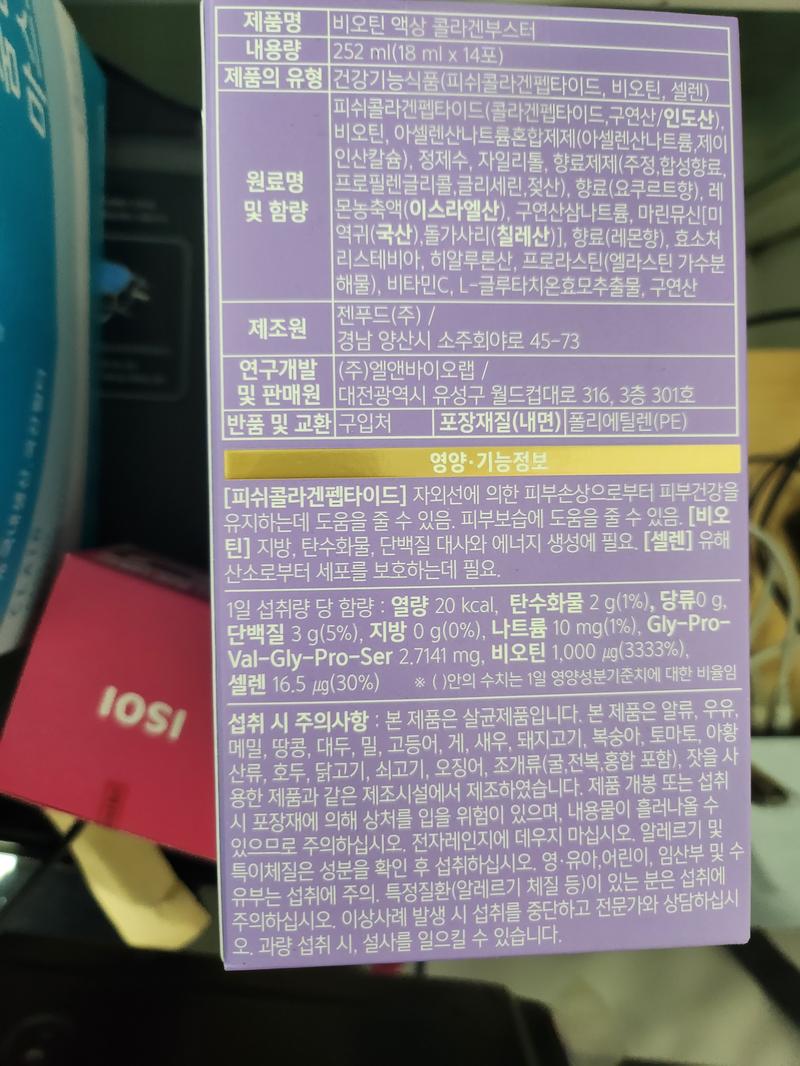 제품명 비오틴 액상 콜라겐부스터
내용량 252 ml(18 ml x 14포)
제품의 유형 건강기능식품(피쉬콜라겐펩타이드, 비오틴, 셀렌)
원료명 및 함량
피쉬콜라겐펩타이드(콜라겐펩타이드,구연산/인도산),
비오틴, 아셀렌산나트륨혼합제제(아셀렌산나트륨,제이
인산칼슘), 정제수, 자일리톨, 향료제제(주정,합성향료,
프로필렌글리콜,글리세린,젖산), 향료(요쿠르트향), 레
몬농축액(이스라엘산), 구연산삼나트륨, 마린뮤신[미
역귀(국산),돌가사리(칠레산)], 향료(레몬향), 효소처
리스테비아, 히알루론산, 프로라스틴(엘라스틴 가수분
해물), 비타민C, L-글루타치온효모추출물, 구연산
제조원
젠푸드(주) /
경남 양산시 소주회야로 45-73
연구개발 및 판매원
(주)엘앤바이오랩 /
대전광역시 유성구 월드컵대로 316, 3층 301호
반품 및 교환 구입처 포장재질(내면) 폴리에틸렌(PE)
영양·기능정보
[피쉬콜라겐펩타이드] 자외선에 의한 피부손상으로부터 피부건강을
유지하는데 도움을 줄 수 있음. 피부보습에 도움을 줄 수 있음. [비오
틴] 지방, 탄수화물, 단백질 대사와 에너지 생성에 필요. [셀렌] 유해
산소로부터 세포를 보호하는데 필요.
1일 섭취량 당 함량 : 열량 20 kcal, 탄수화물 2 g(1%), 당류0 g,
단백질 3 g(5%), 지방 0 g(0%), 나트륨 10 mg(1%), Gly-Pro-
Val-Gly-Pro-Ser 2.7141 mg, 비오틴 1,000 μg(3333%),
셀렌 16.5 μg(30%) ※ ( )안의 수치는 1일 영양성분기준치에 대한 비율임
섭취 시 주의사항 : 본 제품은 살균제품입니다. 본 제품은 알류, 우유,
메밀, 땅콩, 대두, 밀, 고등어, 게, 새우, 돼지고기, 복숭아, 토마토, 아황
산류, 호두, 닭고기, 쇠고기, 오징어, 조개류(굴,전복,홍합 포함), 잣을 사
용한 제품과 같은 제조시설에서 제조하였습니다. 제품 개봉 또는 섭취
시 포장재에 의해 상처를 입을 위험이 있으며, 내용물이 흘러나올 수
있으므로 주의하십시오. 전자레인지에 데우지 마십시오. 알레르기 및
특이체질은 성분을 확인 후 섭취하십시오. 영·유아,어린이, 임산부 및 수
유부는 섭취에 주의. 특정질환(알레르기 체질 등)이 있는 분은 섭취에
주의하십시오. 이상사례 발생 시 섭취를 중단하고 전문가와 상담하십시
오. 과량 섭취 시, 설사를 일으킬 수 있습니다.
IOSI